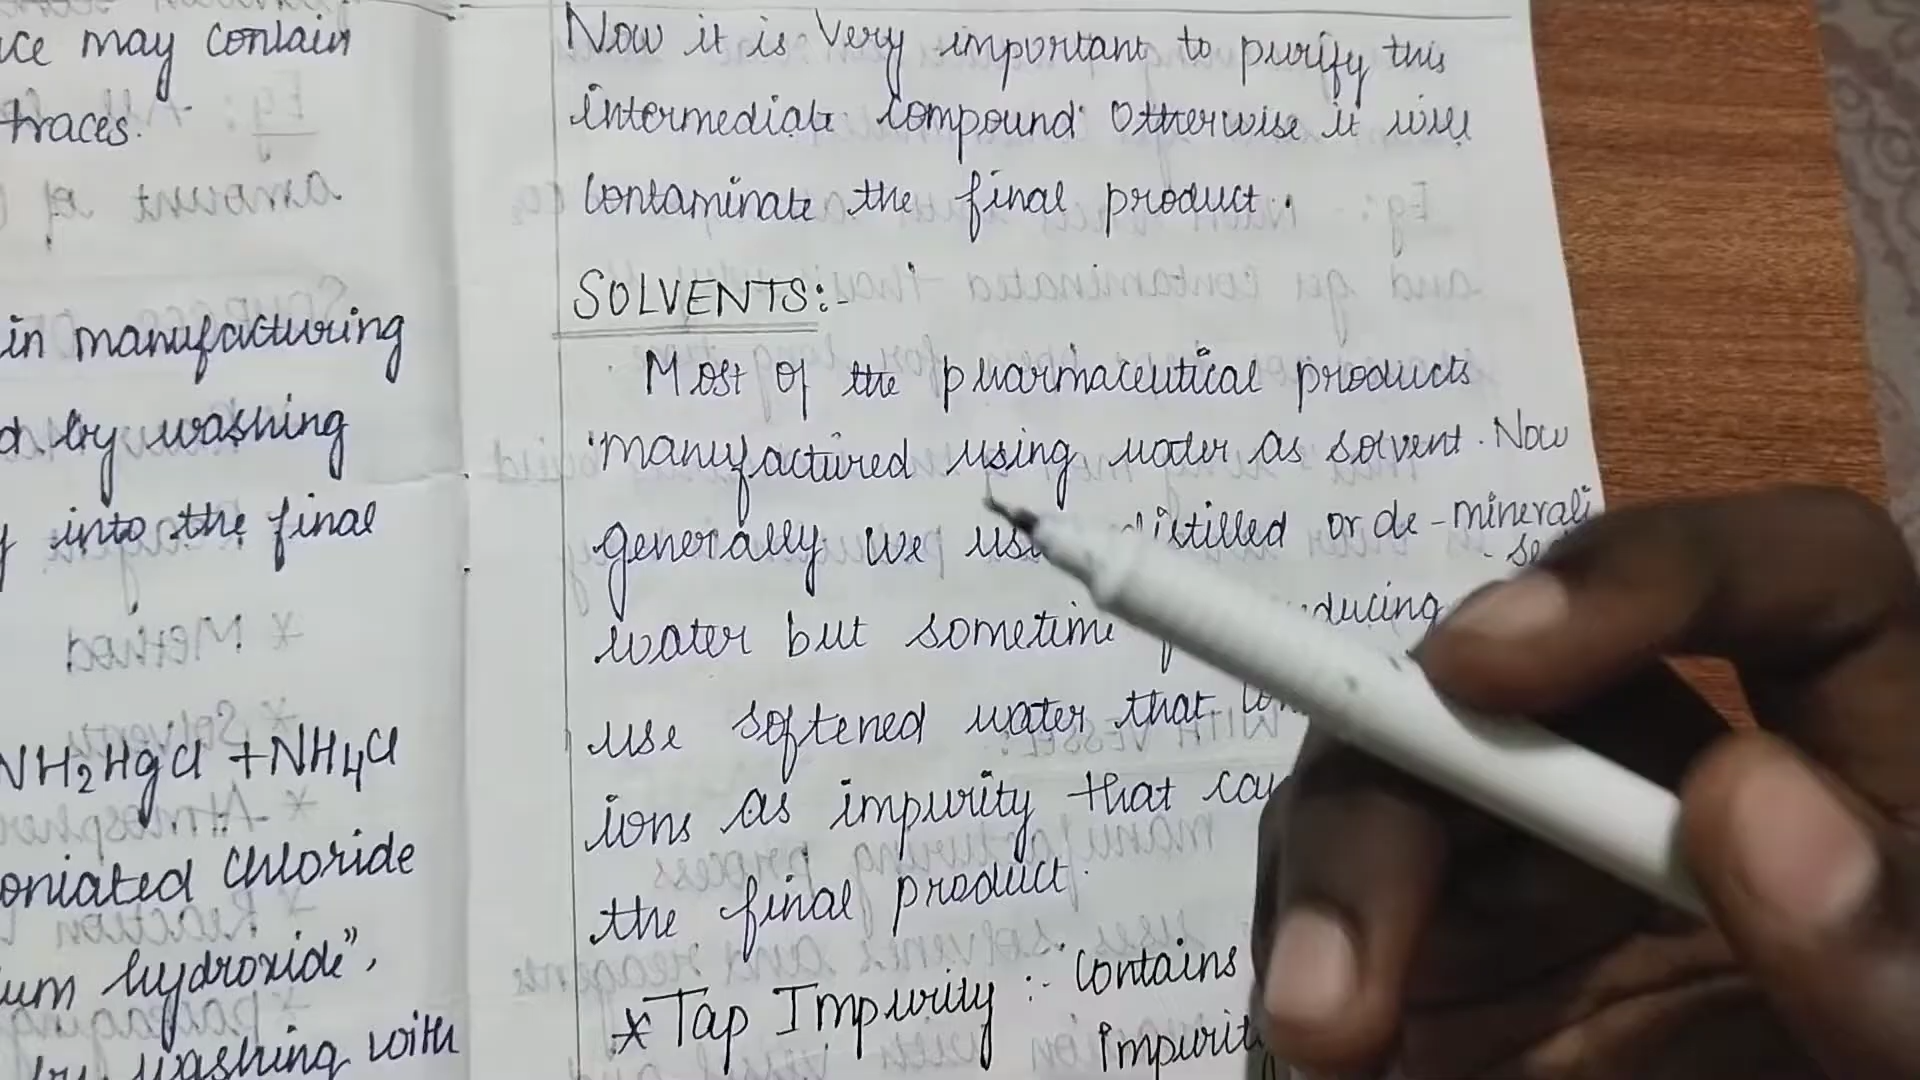 ce may contain
traces.
in manufacturing
d by washing
into the final
NH2HgCl + NH4Cl
oniated chloride
um hydroxide",
by washing with
Now it is very important to purify this
intermediate compound otherwise it will
contaminate the final product.
SOLVENTS:-
Most of the pharmaceutical products
manufactured using water as solvent. Now
generally we use distilled or de-minerali
-sed
water but sometime ducing
use softened water that
ions as impurity that
the final product.
*Tap Impurity :- contains